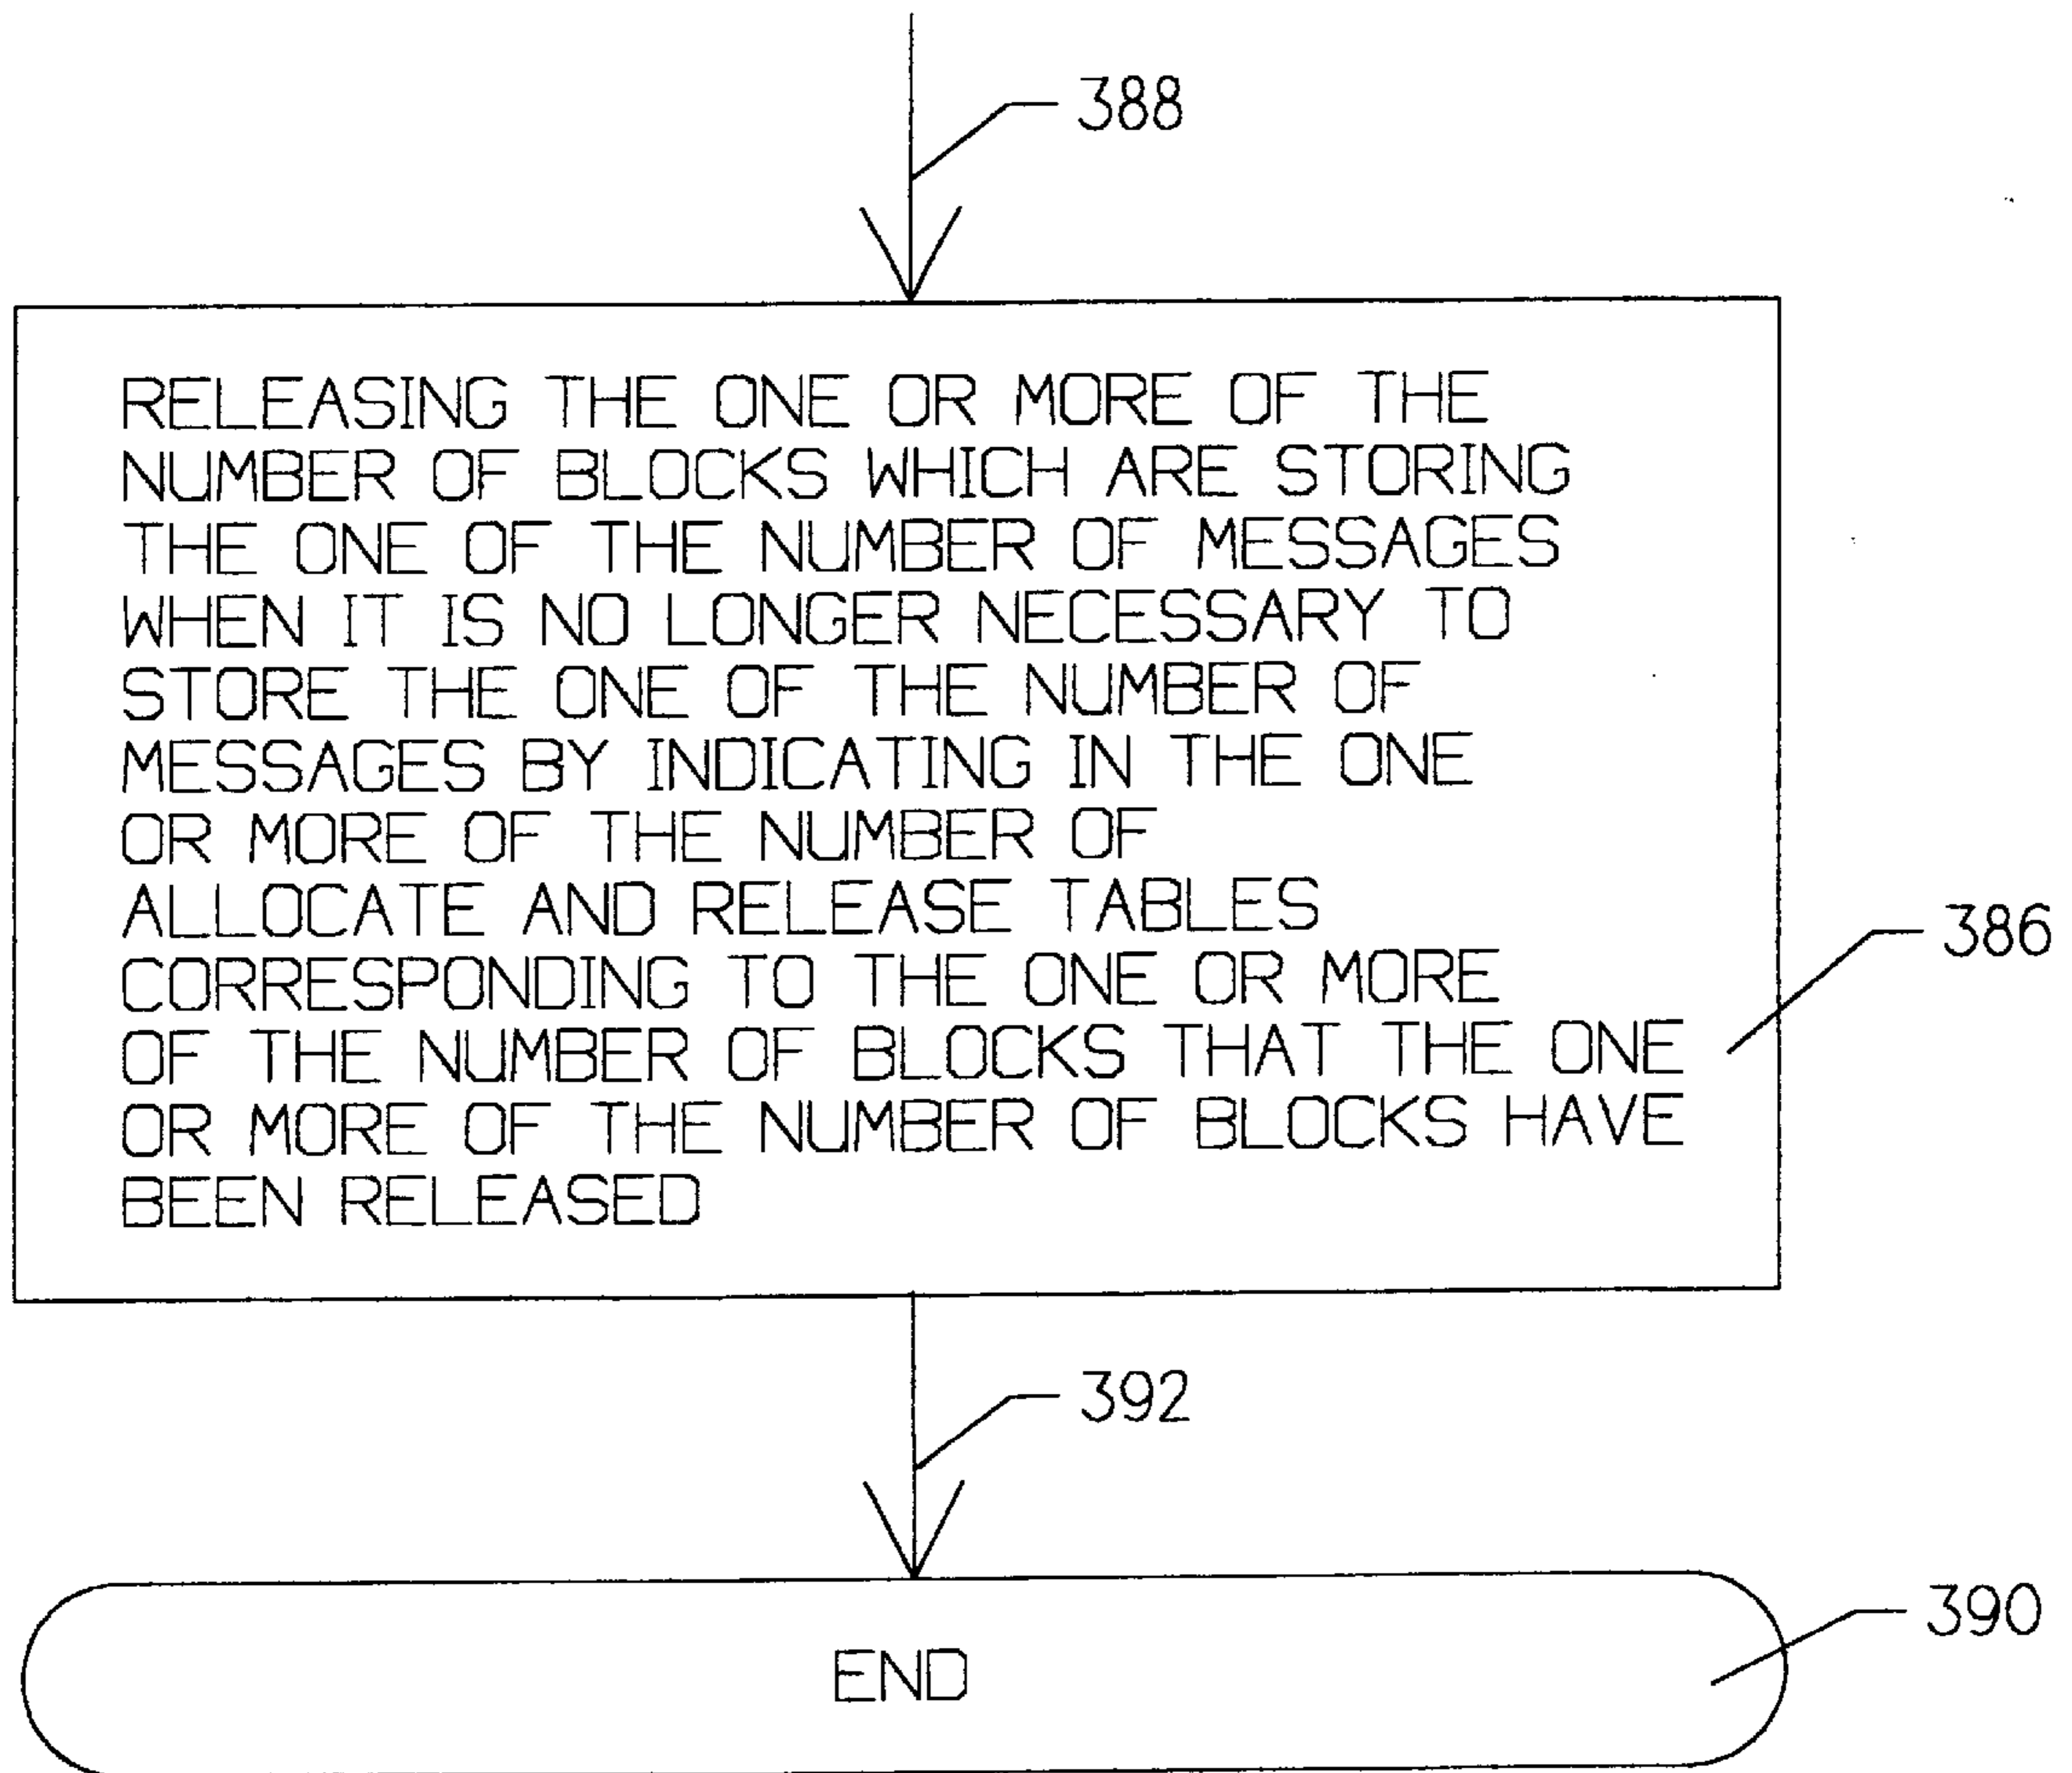 388
RELEASING THE ONE OR MORE OF THE
NUMBER OF BLOCKS WHICH ARE STORING
THE ONE OF THE NUMBER OF MESSAGES
WHEN IT IS NO LONGER NECESSARY TO
STORE THE ONE OF THE NUMBER OF
MESSAGES BY INDICATING IN THE ONE
OR MORE OF THE NUMBER OF
ALLOCATE AND RELEASE TABLES
CORRESPONDING TO THE ONE OR MORE
OF THE NUMBER OF BLOCKS THAT THE ONE
OR MORE OF THE NUMBER OF BLOCKS HAVE
BEEN RELEASED
386
392
END
390